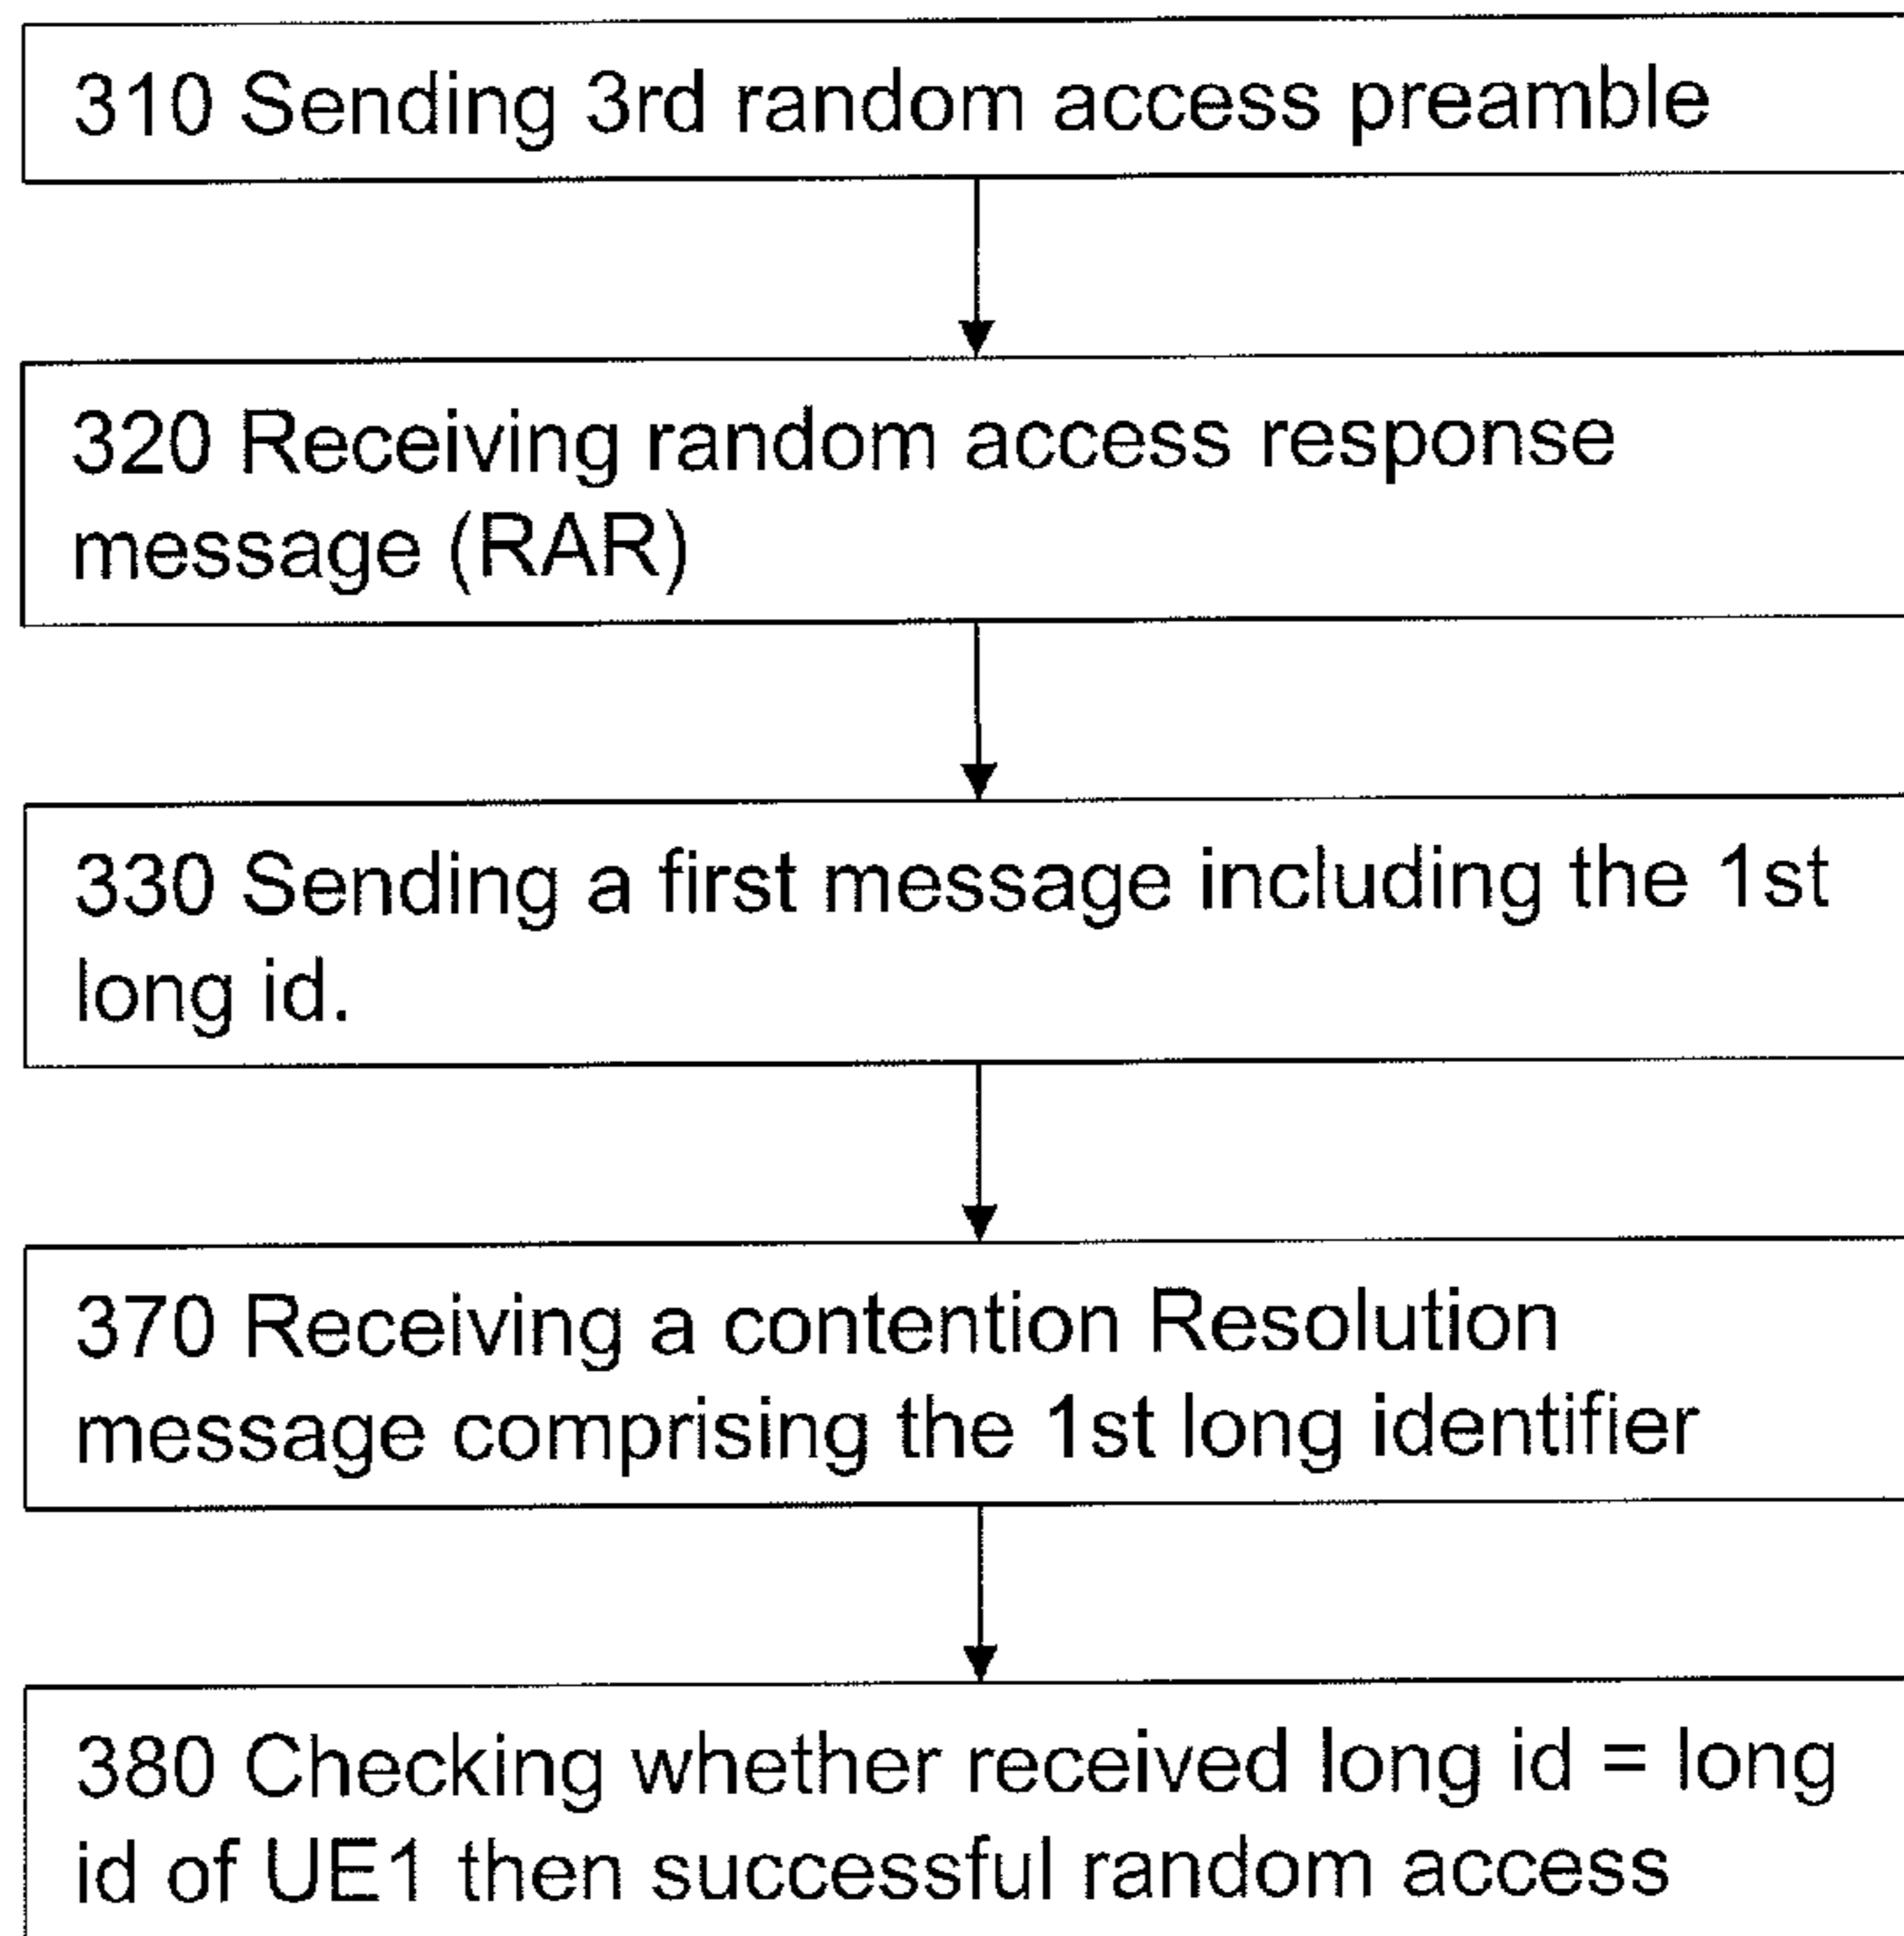 310 Sending 3rd random access preamble
320 Receiving random access response
message (RAR)
330 Sending a first message including the 1st
long id.
370 Receiving a contention Resolution
message comprising the 1st long identifier
380 Checking whether received long id = long
id of UE1 then successful random access